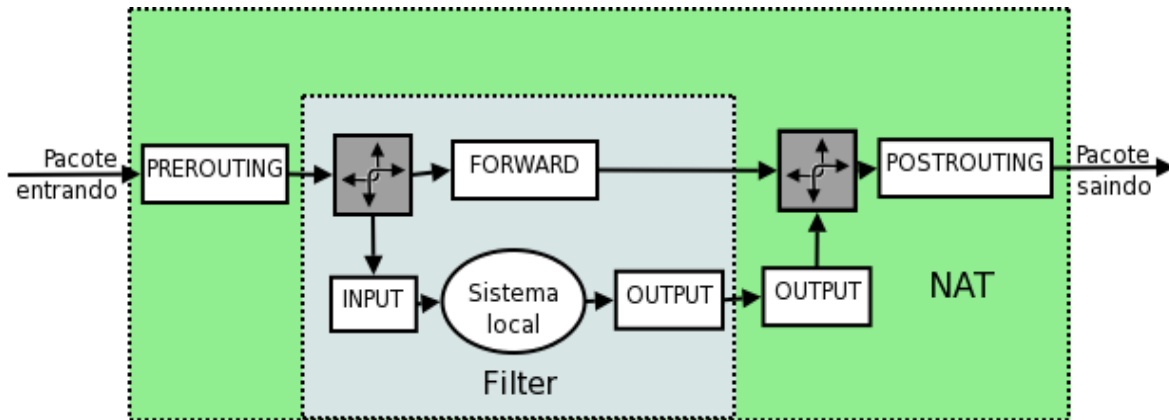 Pacote
entrando
PREROUTING
FORWARD
POSTROUTING
Pacote
saindo
INPUT
Sistema
local
OUTPUT
OUTPUT
NAT
Filter